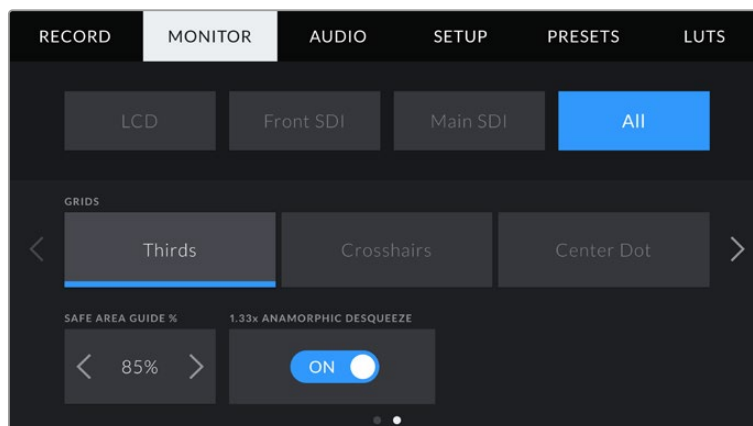 RECORD MONITOR AUDIO SETUP PRESETS LUTS
LCD Front SDI Main SDI All
GRIDS
Thirds Crosshairs Center Dot
SAFE AREA GUIDE % 1.33x ANAMORPHIC DESQUEEZE
85% ON